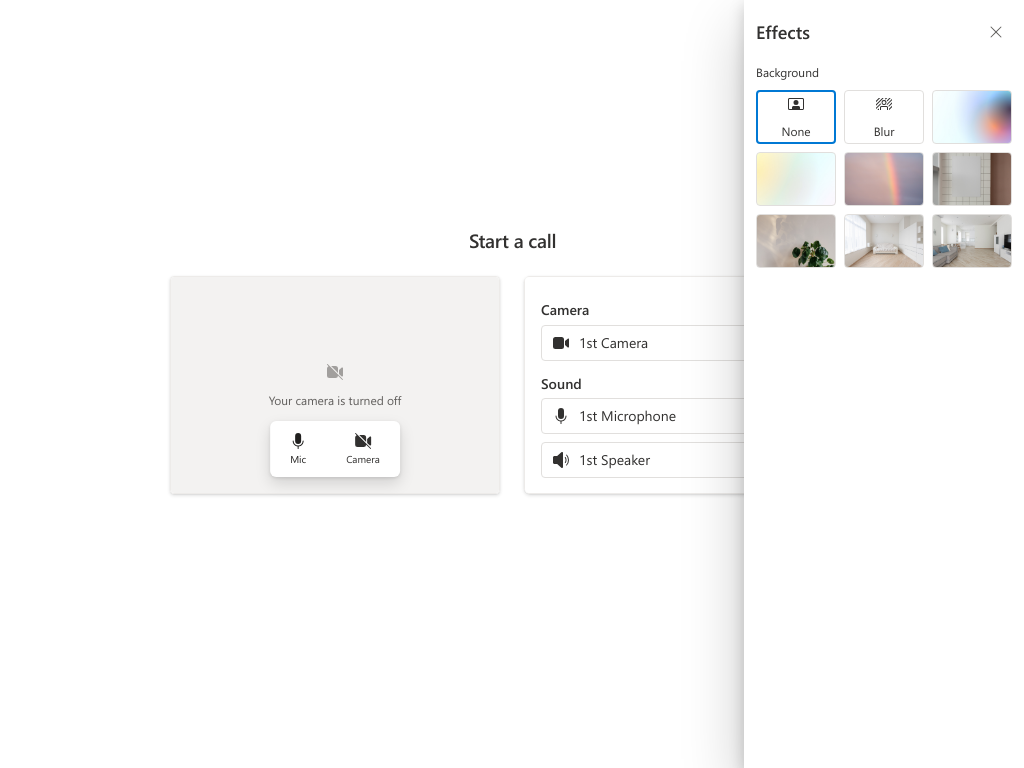 Start a call
Your camera is turned off
Mic
Camera
Camera
1st Camera
Sound
1st Microphone
1st Speaker
Effects
Background
None
Blur